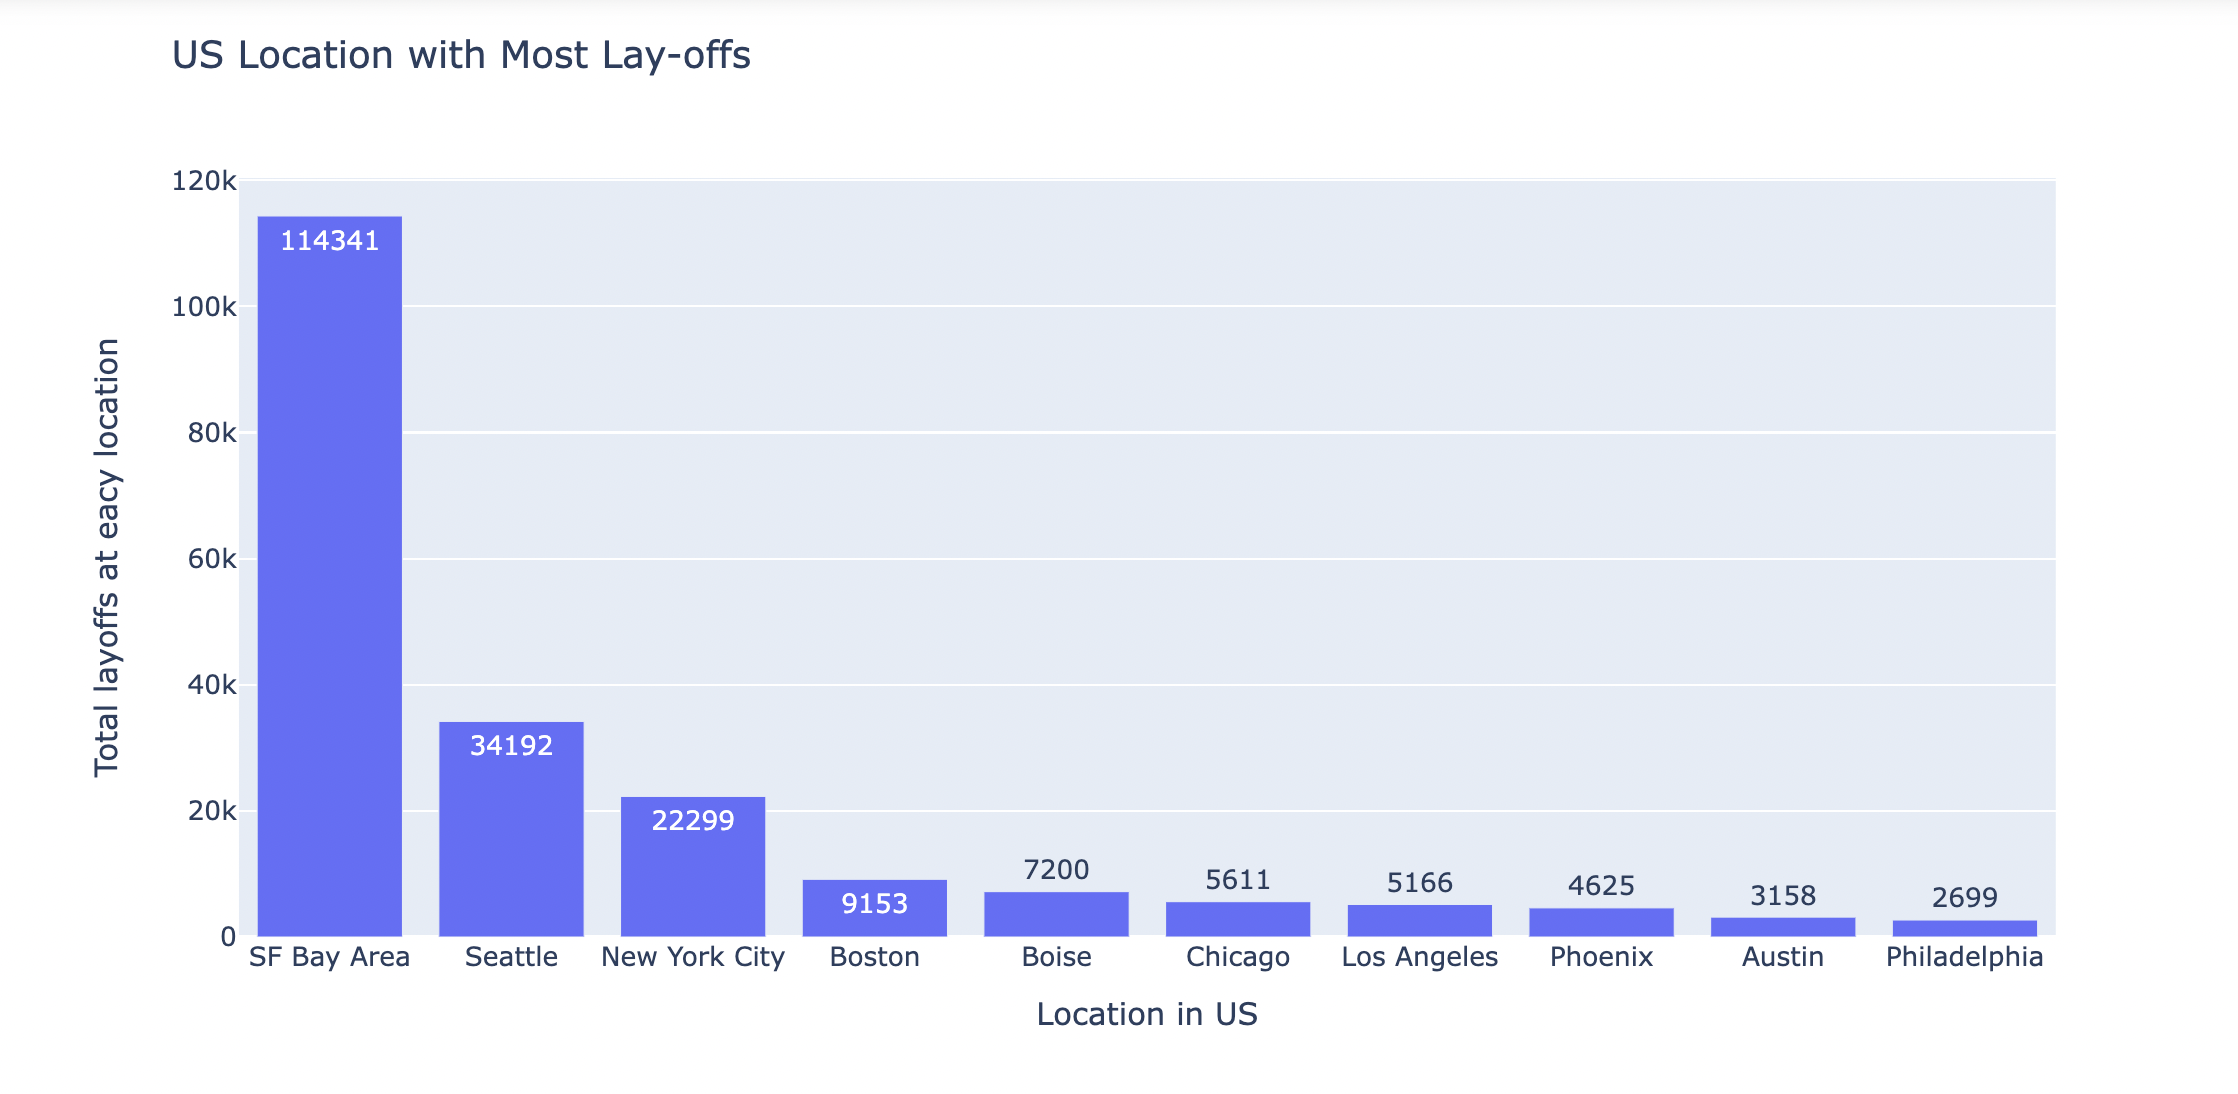 US Location with Most Lay-offs
120k
100k
80k
60k
40k
20k
0
Total layoffs at eacy location
114341
34192
22299
9153
7200
5611
5166
4625
3158
2699
SF Bay Area Seattle New York City Boston Boise Chicago Los Angeles Phoenix Austin Philadelphia
Location in US